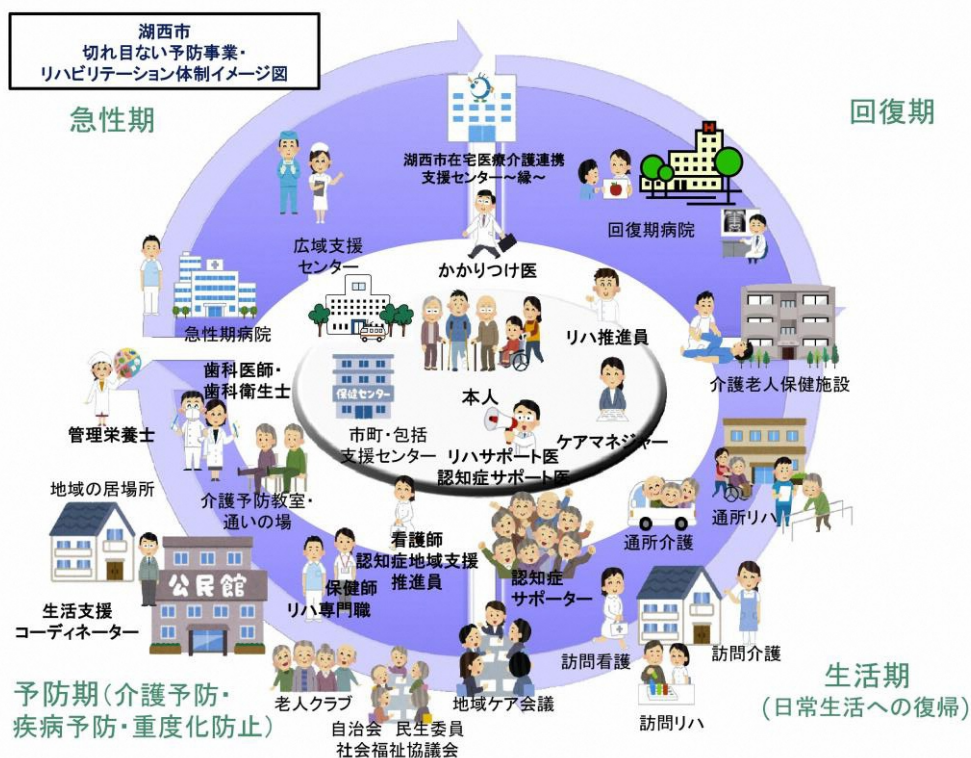 湖西市
切れ目ない予防事業・
リハビリテーション体制イメージ図
急性期
回復期
湖西市在宅医療介護連携
支援センター～縁～
H
回復期病院
広域支援
センター
かかりつけ医
急性期病院
リハ推進員
介護老人保健施設
歯科医師・
歯科衛生士
保健センター
本人
管理栄養士
市町・包括
支援センター
リハサポート医
認知症サポート医
ケアマネジャー
地域の居場所
介護予防教室・
通いの場
通所リハ
通所介護
看護師
認知症地域支援
推進員
認知症
サポーター
公民館
保健師
リハ専門職
生活支援
コーディネーター
訪問看護
訪問介護
予防期（介護予防・
疾病予防・重度化防止）
老人クラブ
地域ケア会議
訪問リハ
生活期
（日常生活への復帰）
自治会　民生委員
社会福祉協議会